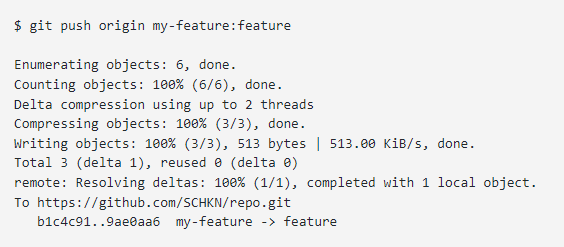 $ git push origin my-feature:feature
Enumerating objects: 6, done.
Counting objects: 100% (6/6), done.
Delta compression using up to 2 threads
Compressing objects: 100% (3/3), done.
Writing objects: 100% (3/3), 513 bytes | 513.00 KiB/s, done.
Total 3 (delta 1), reused 0 (delta 0)
remote: Resolving deltas: 100% (1/1), completed with 1 local object.
To https://github.com/SCHKN/repo.git
   b1c4c91..9ae0aa6  my-feature -> feature